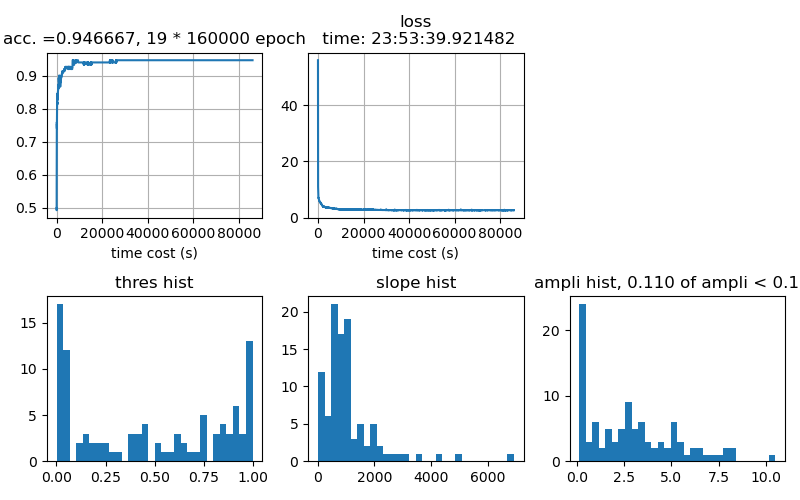 loss
acc. =0.946667, 19 * 160000 epoch time: 23:53:39.921482
0.9
0.8
0.7
0.6
0.5
0 20000 40000 60000 80000
time cost (s)
40
20
0
0 20000 40000 60000 80000
time cost (s)
thres hist
15
10
5
0
0.00 0.25 0.50 0.75 1.00
slope hist
20
15
10
5
0
0 2000 4000 6000
ampli hist, 0.110 of ampli < 0.1
20
10
0
0.0 2.5 5.0 7.5 10.0